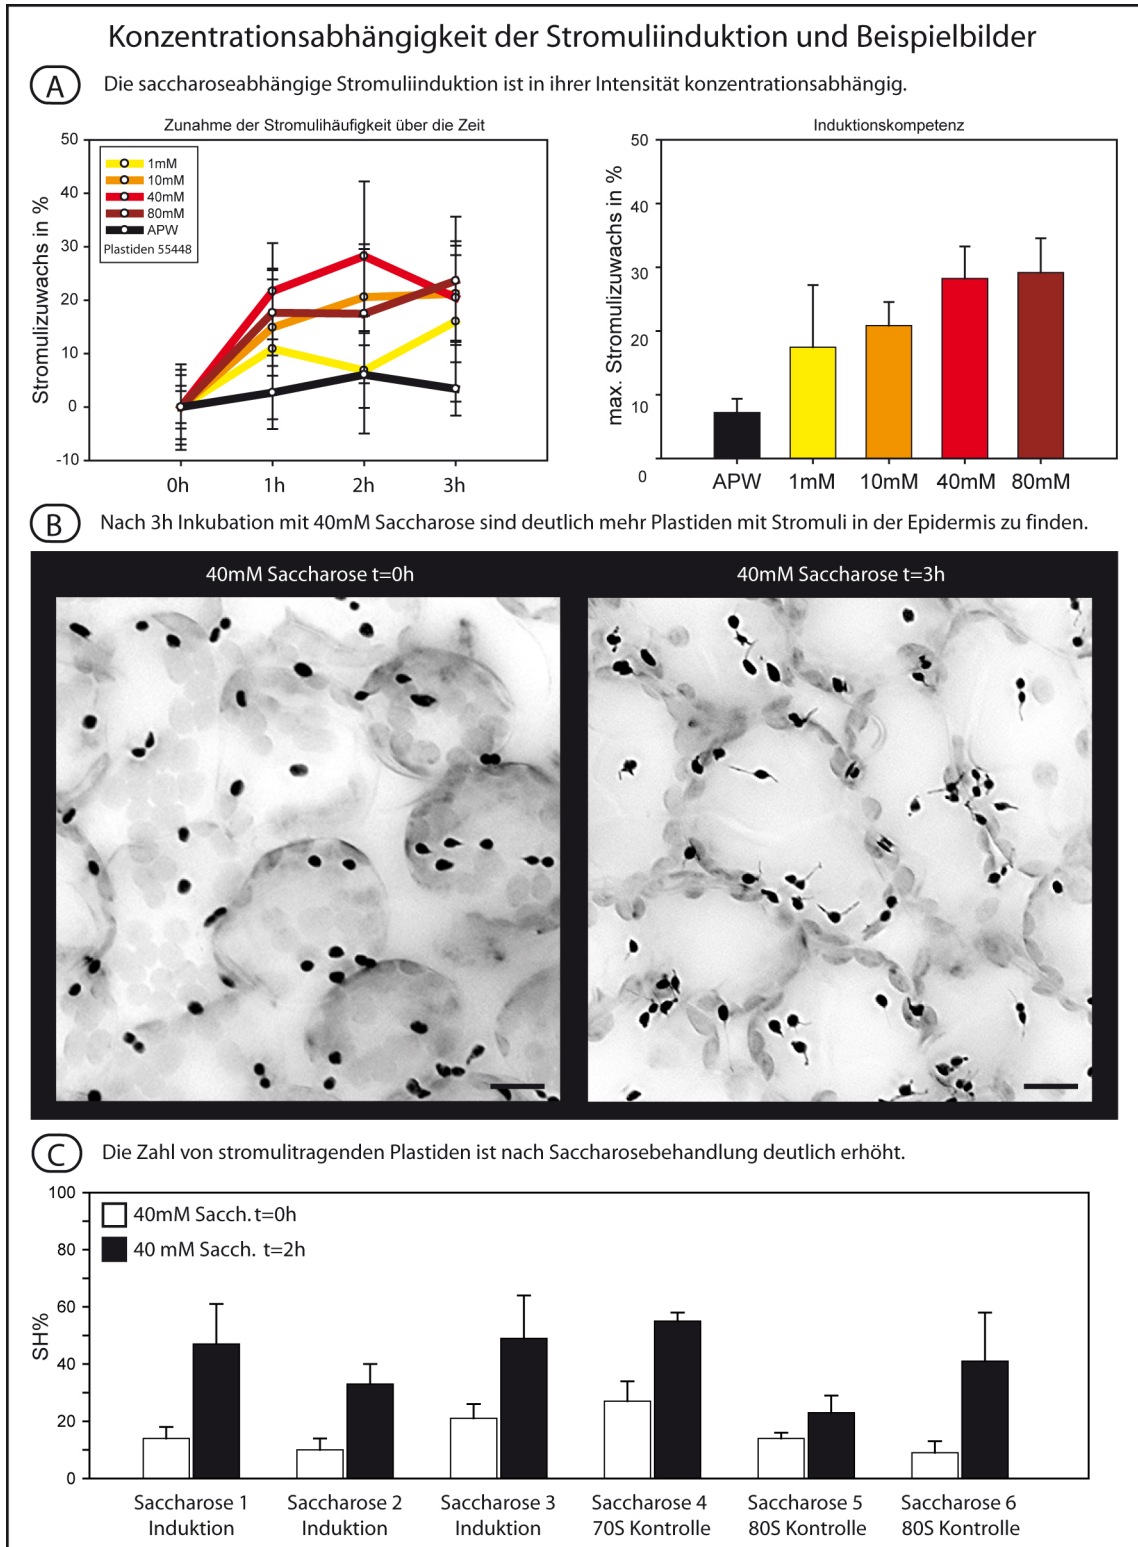 Konzentrationsabhängigkeit der Stromuliinduktion und Beispielbilder
A
Die saccharoseabhängige Stromuliinduktion ist in ihrer Intensität konzentrationsabhängig.
Zunahme der Stromulihäufigkeit über die Zeit
Stromulizuwachs in %
50
40
30
20
10
0
-10
1mM
10mM
40mM
80mM
APW
Plastiden 55448
0h 1h 2h 3h
Induktionskompetenz
max. Stromulizuwachs in %
50
40
30
20
10
0
APW 1mM 10mM 40mM 80mM
B
Nach 3h Inkubation mit 40mM Saccharose sind deutlich mehr Plastiden mit Stromuli in der Epidermis zu finden.
40mM Saccharose t=0h
40mM Saccharose t=3h
C
Die Zahl von stromulitragenden Plastiden ist nach Saccharosebehandlung deutlich erhöht.
SH%
100
80
60
40
20
0
40mM Sacch. t=0h
40 mM Sacch. t=2h
Saccharose 1
Induktion
Saccharose 2
Induktion
Saccharose 3
Induktion
Saccharose 4
70S Kontrolle
Saccharose 5
80S Kontrolle
Saccharose 6
80S Kontrolle